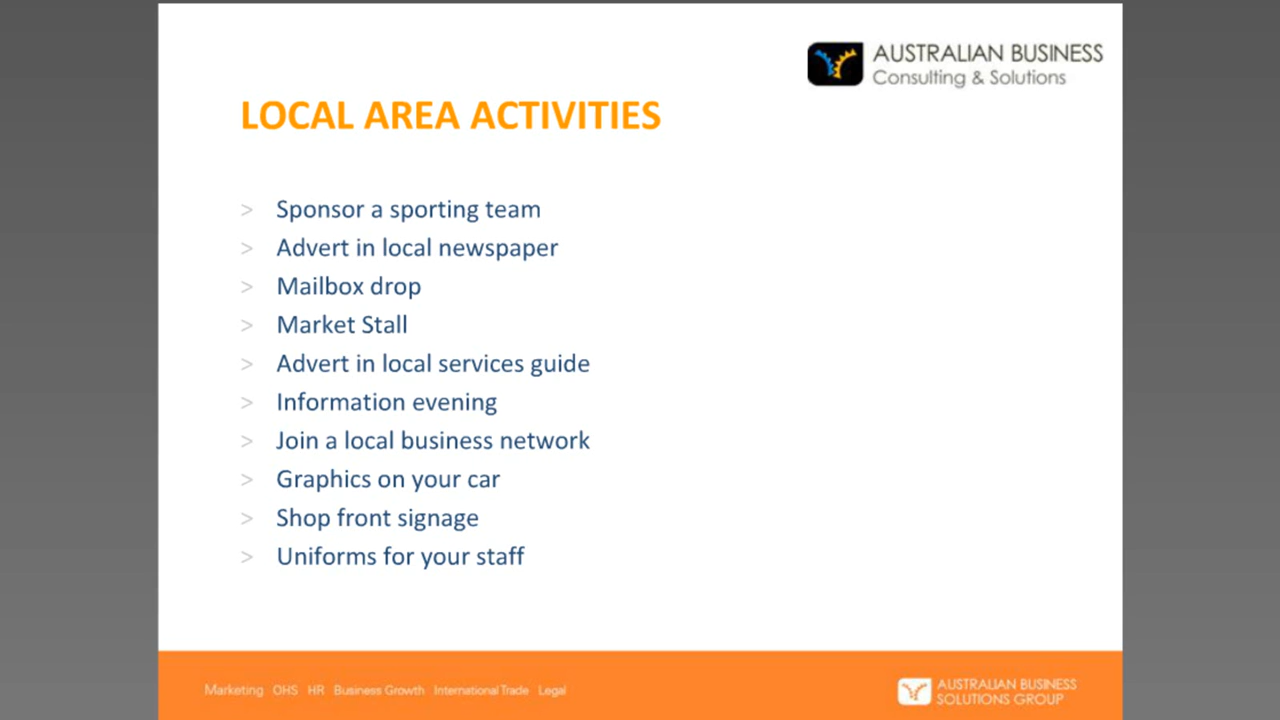 AUSTRALIAN BUSINESS
Consulting & Solutions
LOCAL AREA ACTIVITIES
> Sponsor a sporting team
> Advert in local newspaper
> Mailbox drop
> Market Stall
> Advert in local services guide
> Information evening
> Join a local business network
> Graphics on your car
> Shop front signage
> Uniforms for your staff
Marketing OHS HR Business Growth International Trade Legal
AUSTRALIAN BUSINESS
SOLUTIONS GROUP